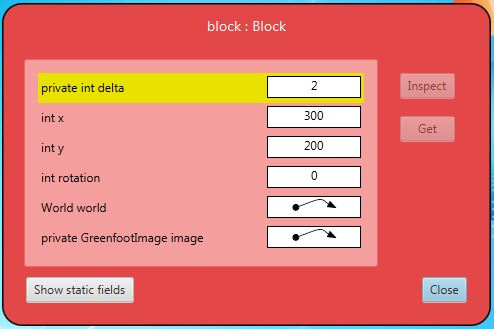 block : Block
private int delta 2
Inspect
int x 300
Get
int y 200
int rotation 0
World world
private GreenfootImage image
Show static fields
Close